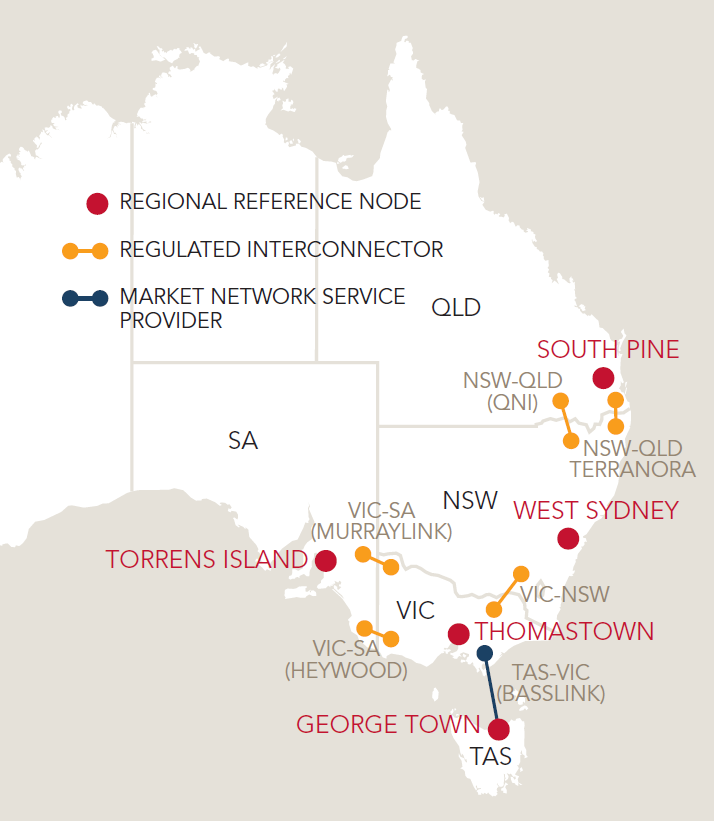 REGIONAL REFERENCE NODE
REGULATED INTERCONNECTOR
MARKET NETWORK SERVICE
PROVIDER
QLD
SOUTH PINE
NSW-QLD
(QNI)
SA
NSW-QLD
TERRANORA
NSW
WEST SYDNEY
VIC-SA
(MURRAYLINK)
TORRENS ISLAND
VIC-NSW
VIC
THOMASTOWN
VIC-SA
(HEYWOOD)
TAS-VIC
(BASSLINK)
GEORGE TOWN
TAS